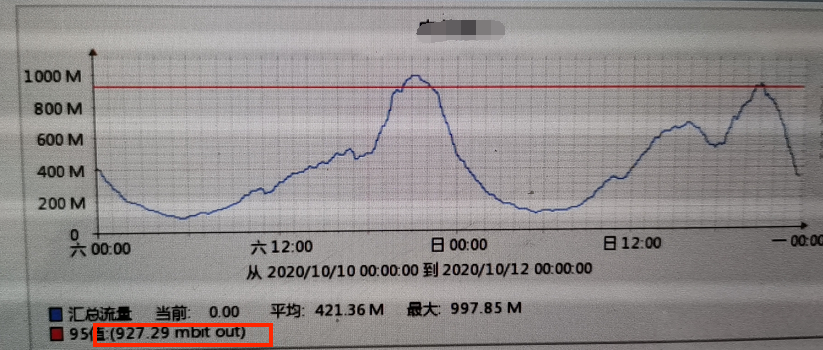 1000 M
800 M
600 M
400 M
200 M
0
六 00:00 六 12:00 日 00:00 日 12:00 一 00:00
从 2020/10/10 00:00:00 到 2020/10/12 00:00:00
汇总流量 当前: 0.00 平均: 421.36 M 最大: 997.85 M
95值:(927.29 mbit out)